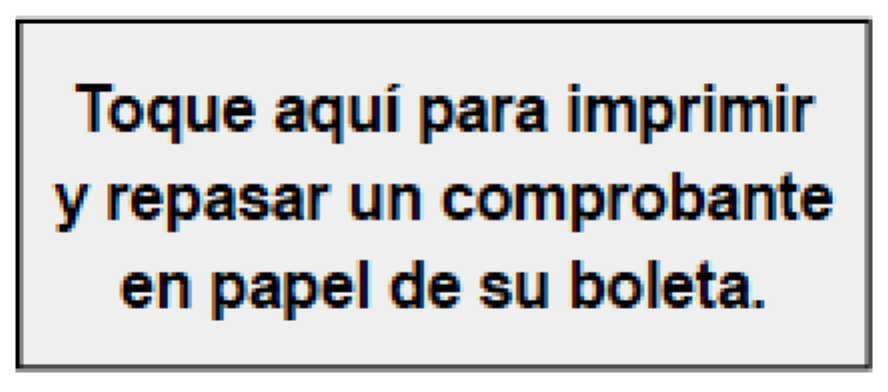 Toque aquí para imprimir
y repasar un comprobante
en papel de su boleta.